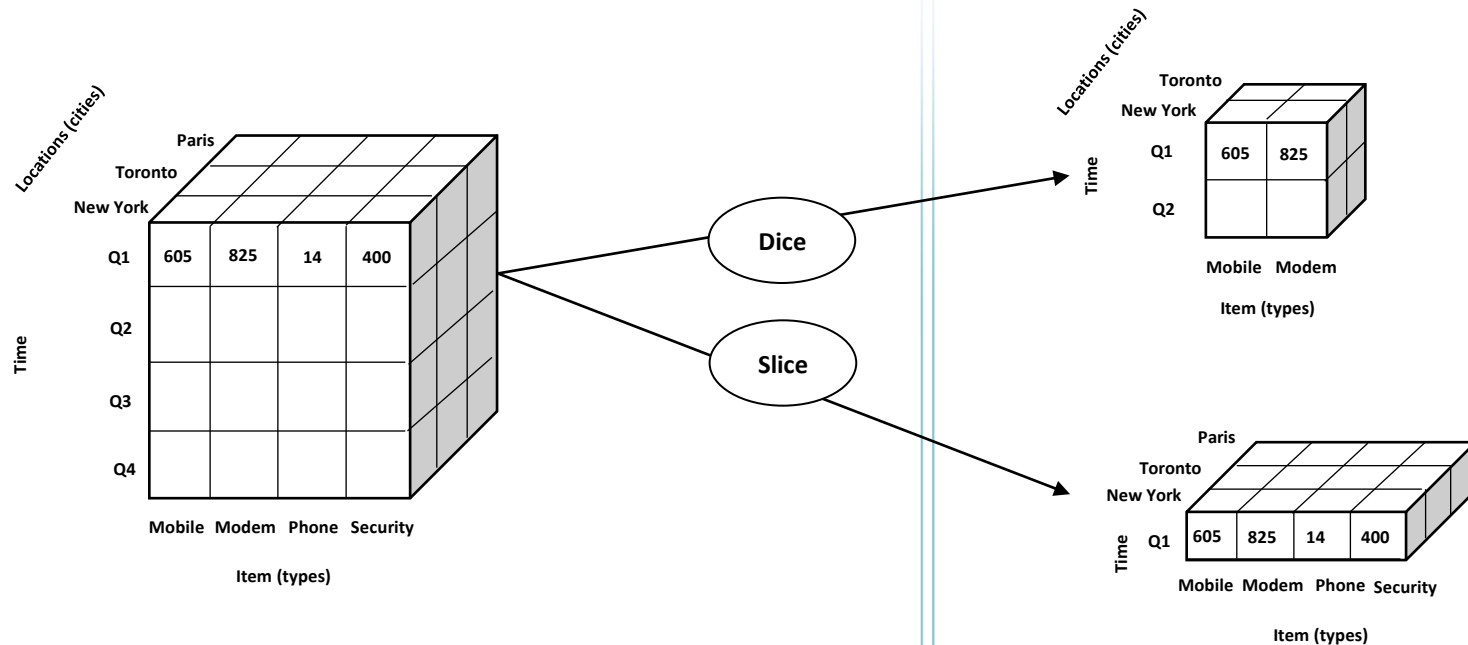 Locations (cities)
Paris
Toronto
New York
Time
Q1 605 825 14 400
Q2
Q3
Q4
Mobile Modem Phone Security
Item (types)
Dice
Slice
Locations (cities)
Toronto
New York
Time
Q1 605 825
Q2
Mobile Modem
Item (types)
Paris
Toronto
New York
Time
Q1 605 825 14 400
Mobile Modem Phone Security
Item (types)